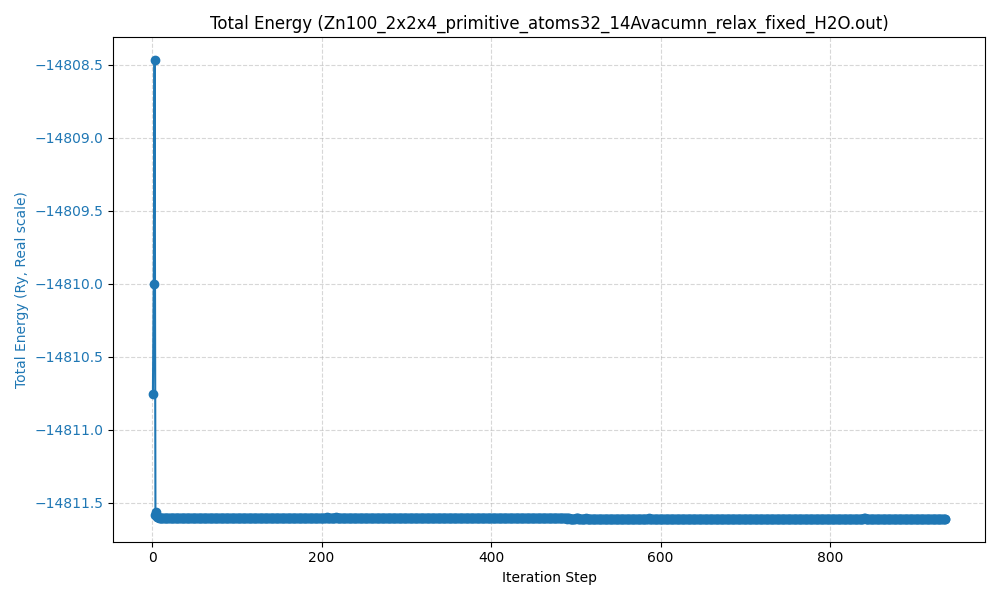 Total Energy (Zn100_2x2x4_primitive_atoms32_14Avacumn_relax_fixed_H2O.out)
Total Energy (Ry, Real scale)
−14808.5
−14809.0
−14809.5
−14810.0
−14810.5
−14811.0
−14811.5
0 200 400 600 800
Iteration Step